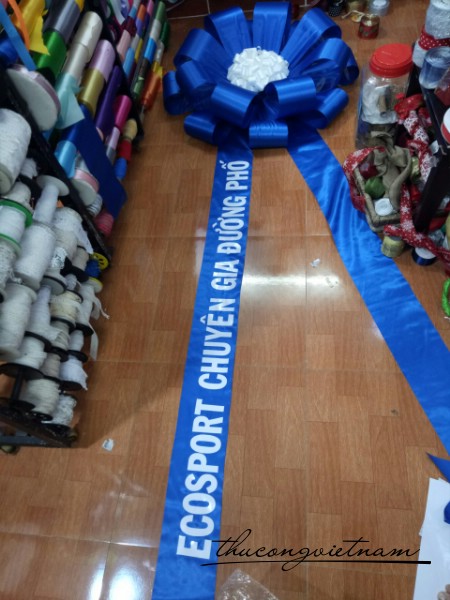 ECOSPORT CHUYÊN GIA ĐƯỜNG PHỐ
thucongvietnam